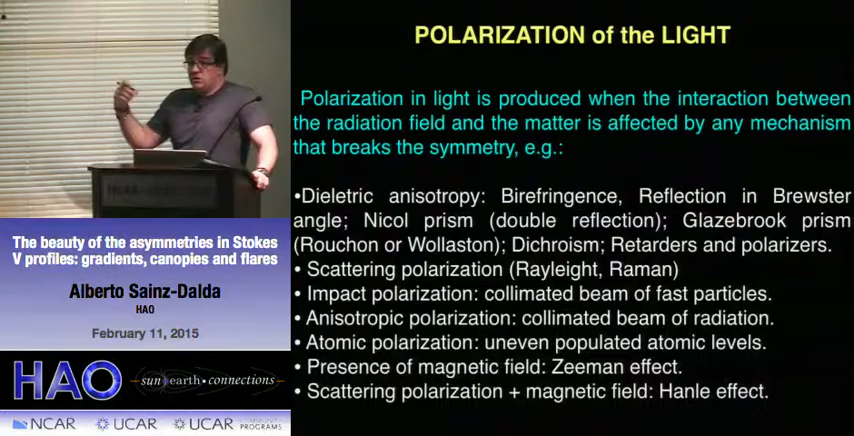 POLARIZATION of the LIGHT
Polarization in light is produced when the interaction between
the radiation field and the matter is affected by any mechanism
that breaks the symmetry, e.g.:
•Dieletric anisotropy: Birefringence, Reflection in Brewster
angle; Nicol prism (double reflection); Glazebrook prism
(Rouchon or Wollaston); Dichroism; Retarders and polarizers.
• Scattering polarization (Rayleight, Raman)
• Impact polarization: collimated beam of fast particles.
• Anisotropic polarization: collimated beam of radiation.
• Atomic polarization: uneven populated atomic levels.
• Presence of magnetic field: Zeeman effect.
• Scattering polarization + magnetic field: Hanle effect.
The beauty of the asymmetries in Stokes
V profiles: gradients, canopies and flares
Alberto Sainz-Dalda
HAO
February 11, 2015
HAO
sun earth • connections
NCAR
UCAR
UCAR
PROGRAMS